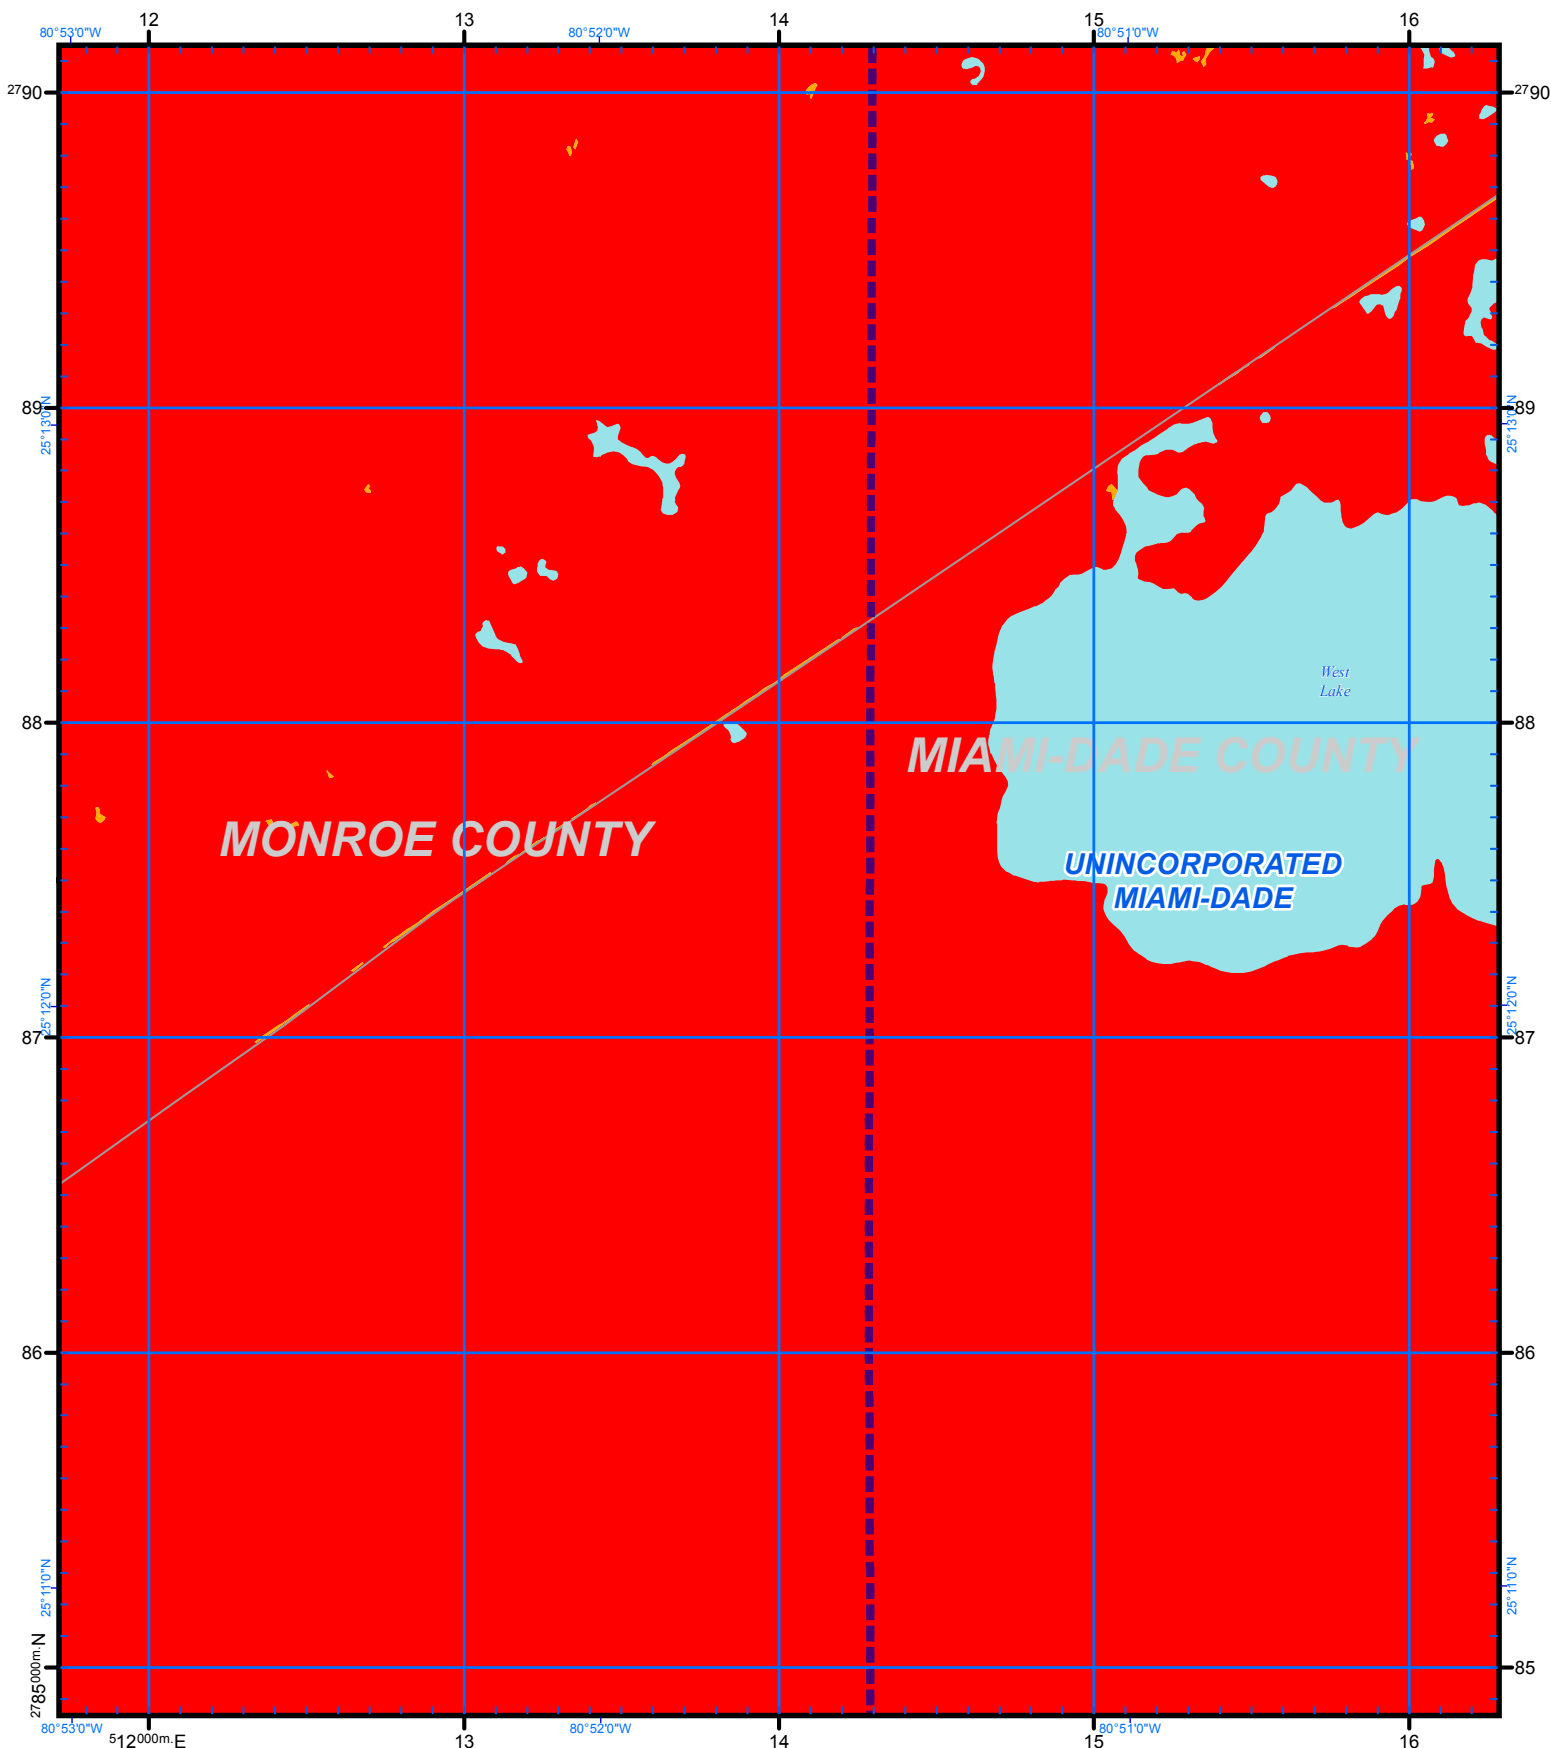 12 13 14 15 16
80°53'0"W 80°52'0"W 80°51'0"W
2790 2790
89 89
25°13'0"N 25°13'0"N
West
Lake
88 88
MIAMI-DADE COUNTY
MONROE COUNTY
UNINCORPORATED
MIAMI-DADE
25°12'0"N 25°12'0"N
87 87
86 86
25°11'0"N 25°11'0"N
2785000m.N 85
80°53'0"W 80°52'0"W 80°51'0"W
512000m.E 13 14 15 16